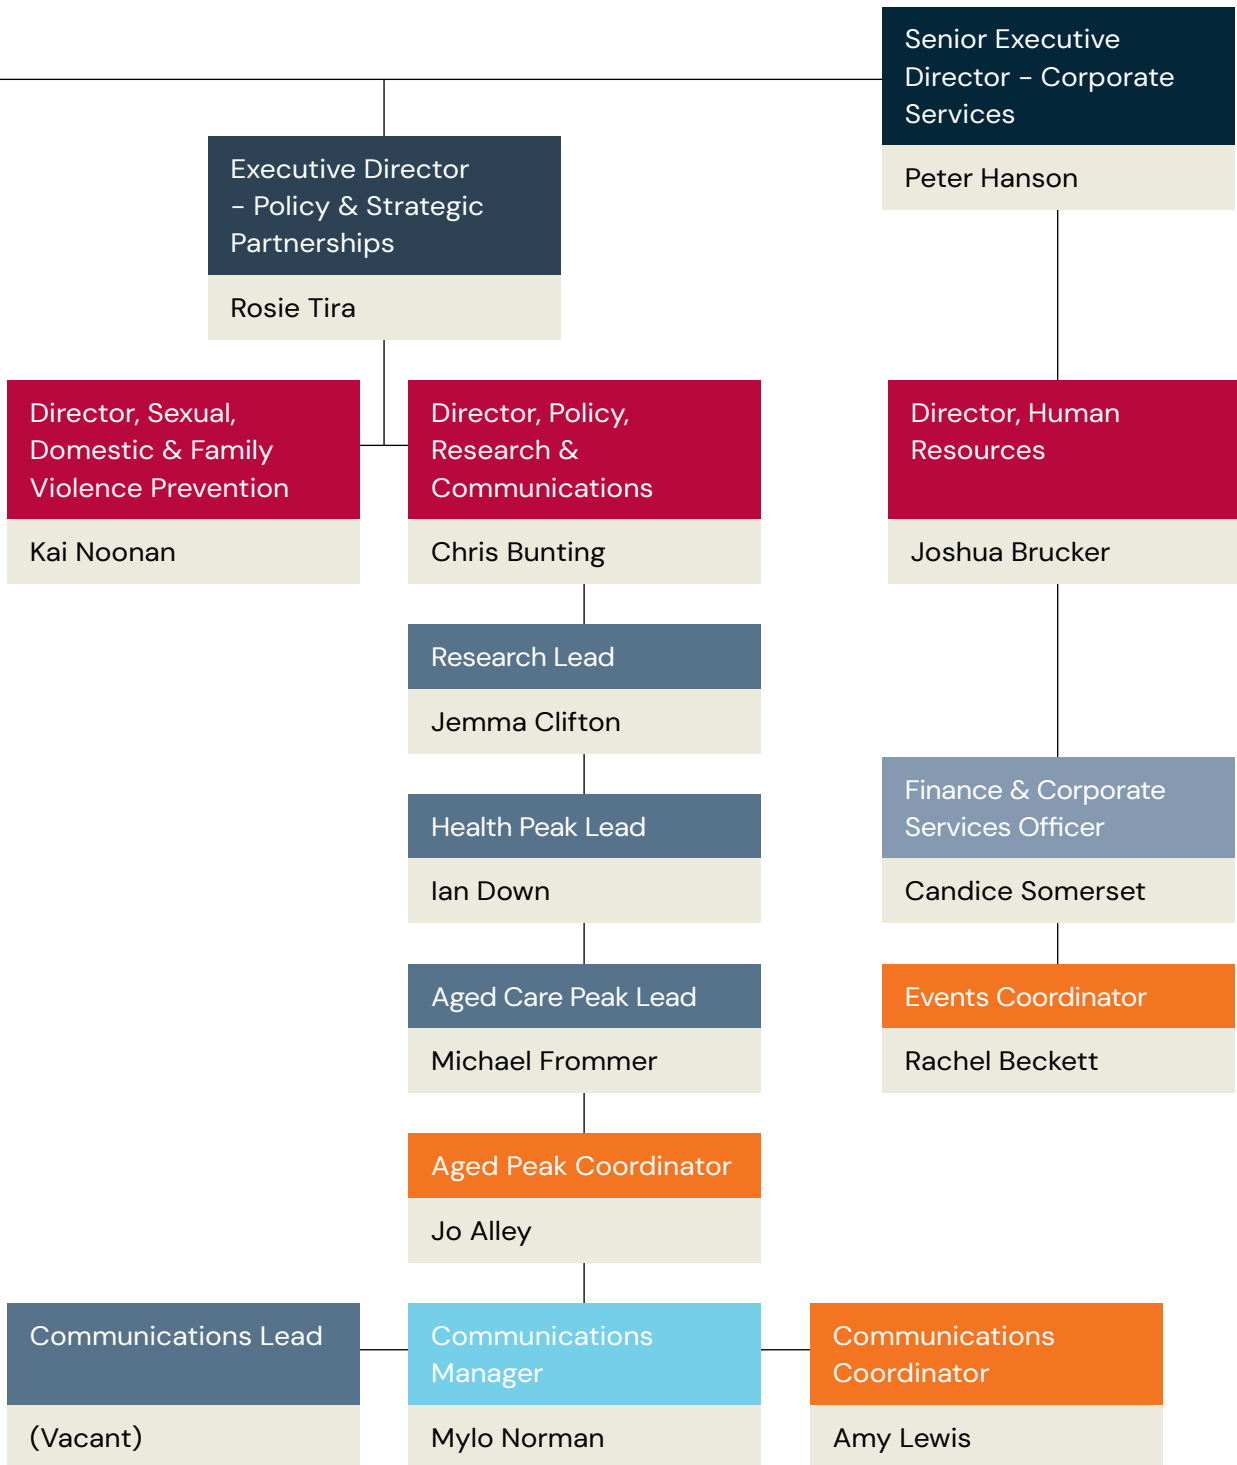 Senior Executive
Director – Corporate
Services
Peter Hanson
Executive Director
– Policy & Strategic
Partnerships
Rosie Tira
Director, Sexual,
Domestic & Family
Violence Prevention
Kai Noonan
Director, Policy,
Research &
Communications
Chris Bunting
Director, Human
Resources
Joshua Brucker
Research Lead
Jemma Clifton
Health Peak Lead
Ian Down
Finance & Corporate
Services Officer
Candice Somerset
Aged Care Peak Lead
Michael Frommer
Events Coordinator
Rachel Beckett
Aged Peak Coordinator
Jo Alley
Communications Lead
(Vacant)
Communications
Manager
Mylo Norman
Communications
Coordinator
Amy Lewis